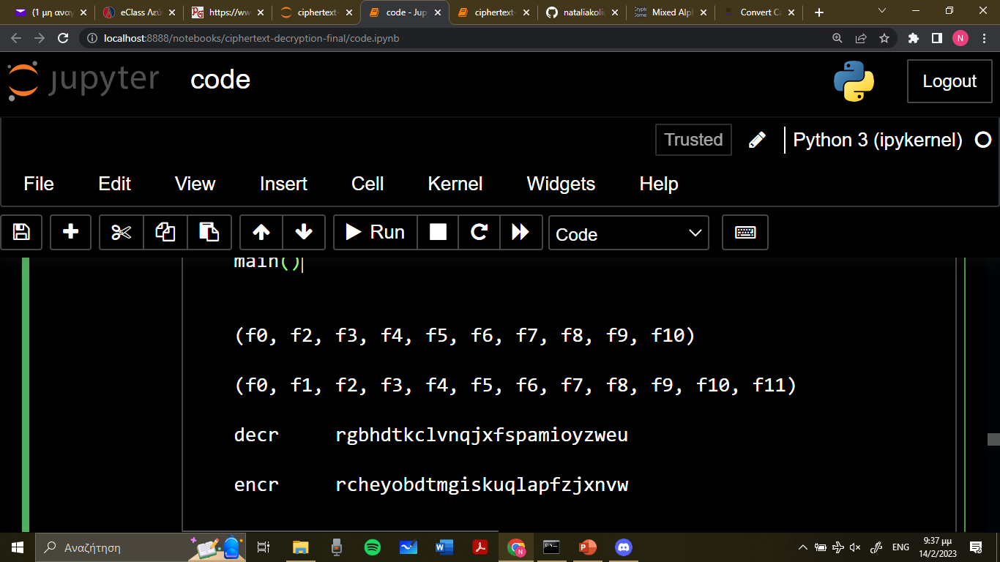 (1 μη αναγ
eClass Λεύ
https://ww
ciphertext-
code - Jup
ciphertext-
nataliakolic
Mixed Alph
Convert Ca
localhost:8888/notebooks/ciphertext-decryption-final/code.ipynb
N
jupyter code Logout
Trusted Python 3 (ipykernel)
File Edit View Insert Cell Kernel Widgets Help
Run Code
main()
(f0, f2, f3, f4, f5, f6, f7, f8, f9, f10)
(f0, f1, f2, f3, f4, f5, f6, f7, f8, f9, f10, f11)
decr rgbhdtkclvnqjxfspamioyzweu
encr rcheyobdtmgiskuqlapfzjxnvw
Αναζήτηση
ENG
9:37 μμ
14/2/2023